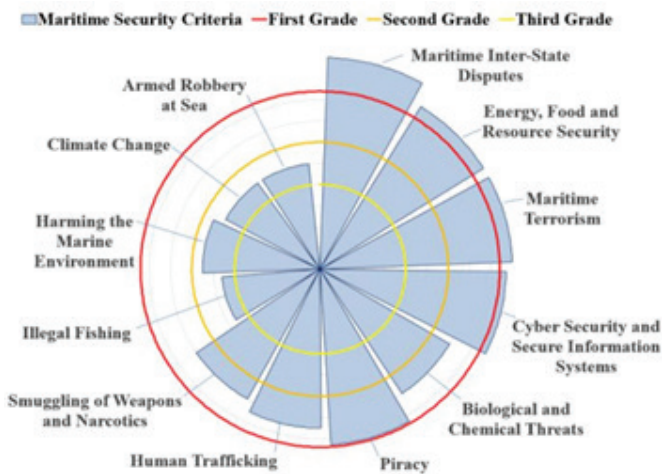 Maritime Security Criteria First Grade Second Grade Third Grade
Maritime Inter-State
Disputes
Energy, Food and
Resource Security
Maritime
Terrorism
Cyber Security and
Secure Information
Systems
Biological and
Chemical Threats
Piracy
Human Trafficking
Smuggling of Weapons
and Narcotics
Illegal Fishing
Harming the
Marine
Environment
Climate Change
Armed Robbery
at Sea